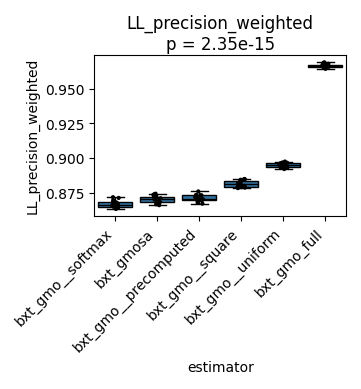 LL_precision_weighted
p = 2.35e-15
LL_precision_weighted
0.950
0.925
0.900
0.875
bxt_gmo__softmax
bxt_gmosa
bxt_gmo__precomputed
bxt_gmo__square
bxt_gmo__uniform
bxt_gmo_full
estimator